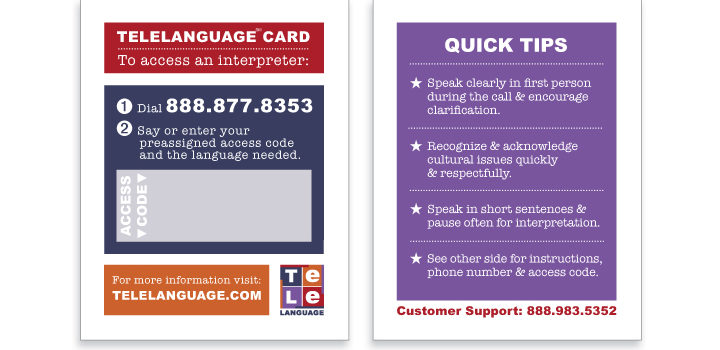 TELELANGUAGE™ CARD
To access an interpreter:
1 Dial 888.877.8353
2 Say or enter your
preassigned access code
and the language needed.
ACCESS
CODE
For more information visit:
TELELANGUAGE.COM
Te
Le
LANGUAGE
QUICK TIPS
★ Speak clearly in first person
during the call & encourage
clarification.
★ Recognize & acknowledge
cultural issues quickly
& respectfully.
★ Speak in short sentences &
pause often for interpretation.
★ See other side for instructions,
phone number & access code.
Customer Support: 888.983.5352